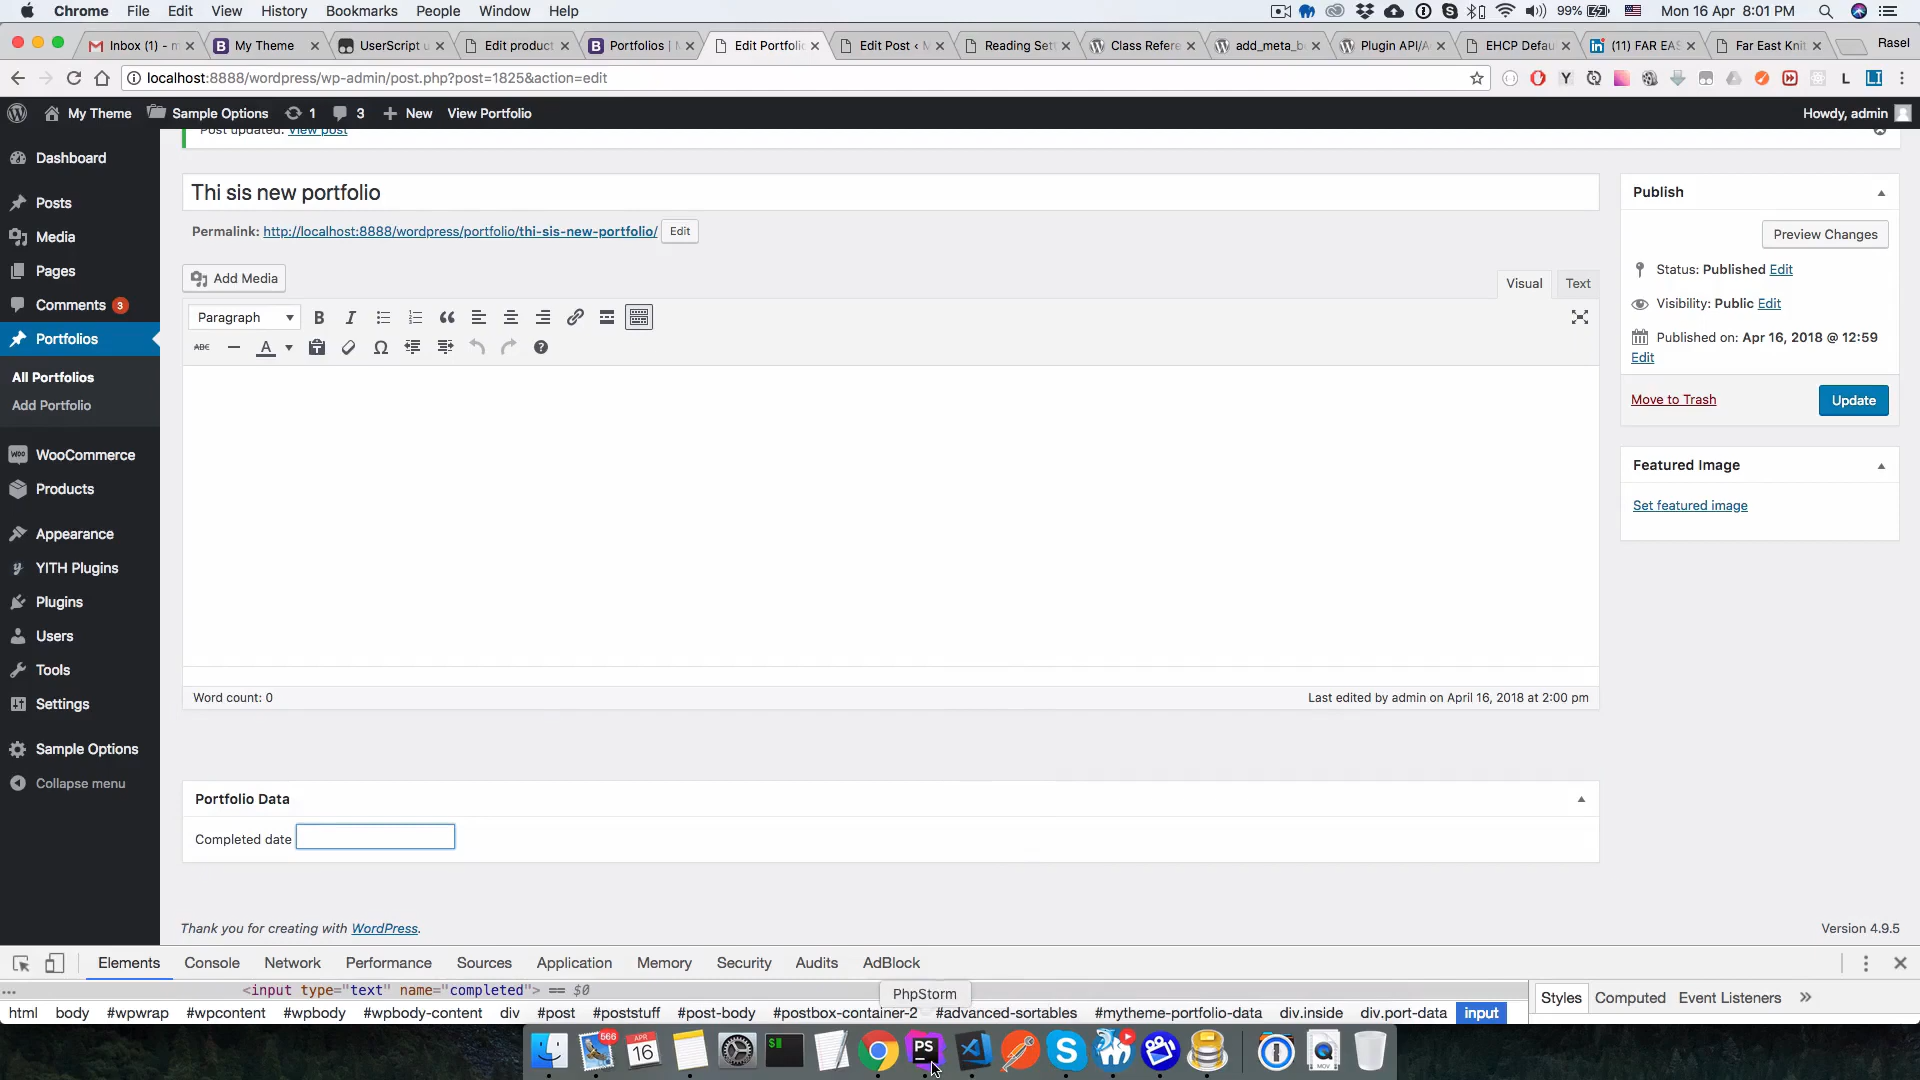 Chrome File Edit View History Bookmarks People Window Help 99% Mon 16 Apr 8:01 PM
Inbox (1) - m My Theme UserScript u Edit product Portfolios | M Edit Portfolio Edit Post ‹ M Reading Set Class Refere add_meta_b Plugin API/A EHCP Defau (11) FAR EAS Far East Knit Rasel
localhost:8888/wordpress/wp-admin/post.php?post=1825&action=edit
My Theme Sample Options 1 3 New View Portfolio Howdy, admin
Post updated. View post
Dashboard
Posts
Media
Pages
Comments 3
Portfolios
All Portfolios
Add Portfolio
WooCommerce
Products
Appearance
YITH Plugins
Plugins
Users
Tools
Settings
Sample Options
Collapse menu
Thi sis new portfolio
Permalink: http://localhost:8888/wordpress/portfolio/thi-sis-new-portfolio/ Edit
Add Media Visual Text
Paragraph B I
ABC A Ω
Word count: 0 Last edited by admin on April 16, 2018 at 2:00 pm
Portfolio Data
Completed date
Thank you for creating with WordPress. Version 4.9.5
Publish
Preview Changes
Status: Published Edit
Visibility: Public Edit
Published on: Apr 16, 2018 @ 12:59
Edit
Move to Trash Update
Featured Image
Set featured image
Elements Console Network Performance Sources Application Memory Security Audits AdBlock
... <input type="text" name="completed"> == $0
PhpStorm
Styles Computed Event Listeners »
html body #wpwrap #wpcontent #wpbody #wpbody-content div #post #poststuff #post-body #postbox-container-2 #advanced-sortables #mytheme-portfolio-data div.inside div.port-data input
566
APR
16
$
PS
MOV